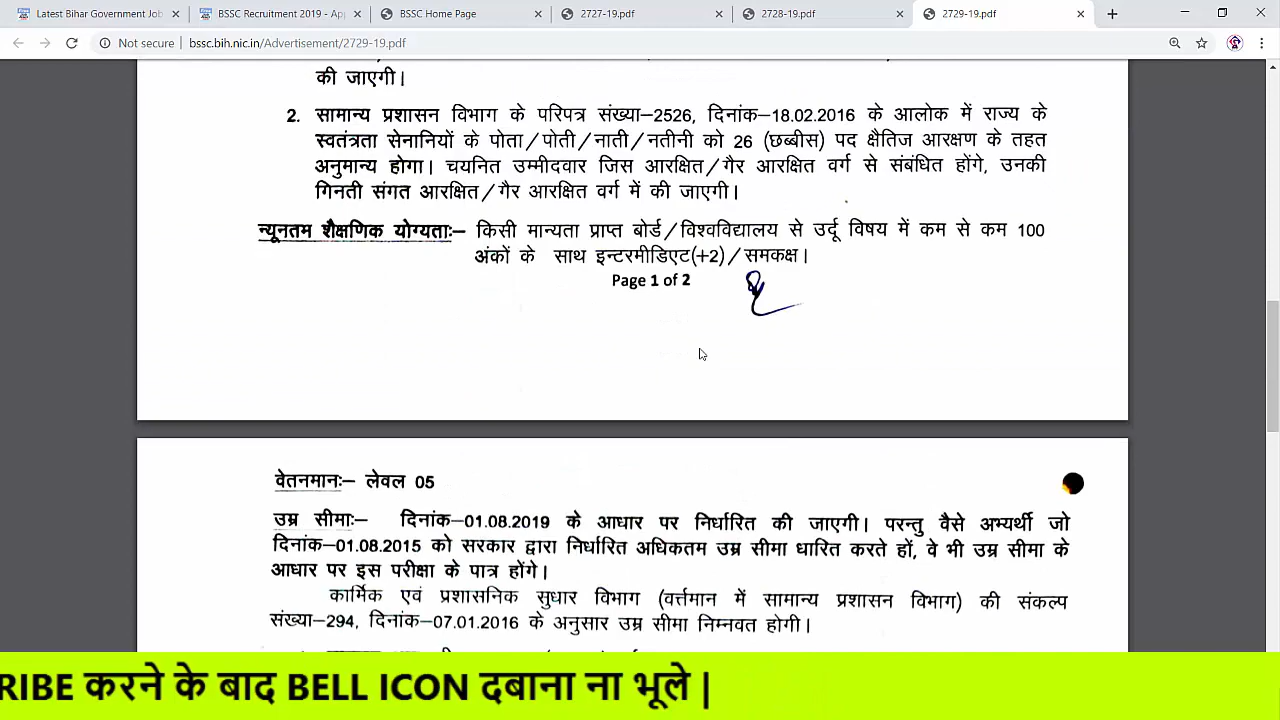 Latest Bihar Government Job
BSSC Recruitment 2019 - Ap
BSSC Home Page
2727-19.pdf
2728-19.pdf
2729-19.pdf
Not secure
bssc.bih.nic.in/Advertisement/2729-19.pdf
की जाएगी।
2. सामान्य प्रशासन विभाग के परिपत्र संख्या–2526, दिनांक–18.02.2016 के आलोक में राज्य के
स्वतंत्रता सेनानियों के पोता/पोती/नाती/नतीनी को 26 (छब्बीस) पद क्षैतिज आरक्षण के तहत
अनुमान्य होगा। चयनित उम्मीदवार जिस आरक्षित/गैर आरक्षित वर्ग से संबंधित होंगे, उनकी
गिनती संगत आरक्षित/गैर आरक्षित वर्ग में की जाएगी।
न्यूनतम शैक्षणिक योग्यताः– किसी मान्यता प्राप्त बोर्ड/विश्वविद्यालय से उर्दू विषय में कम से कम 100
अंकों के साथ इन्टरमीडिएट(+2)/समकक्ष।
Page 1 of 2
वेतनमानः– लेवल 05
उम्र सीमाः– दिनांक–01.08.2019 के आधार पर निर्धारित की जाएगी। परन्तु वैसे अभ्यर्थी जो
दिनांक–01.08.2015 को सरकार द्वारा निर्धारित अधिकतम उम्र सीमा धारित करते हों, वे भी उम्र सीमा के
आधार पर इस परीक्षा के पात्र होंगे।
कार्मिक एवं प्रशासनिक सुधार विभाग (वर्त्तमान में सामान्य प्रशासन विभाग) की संकल्प
संख्या–294, दिनांक–07.01.2016 के अनुसार उम्र सीमा निम्नवत होगी।
RIBE करने के बाद BELL ICON दबाना ना भूले |